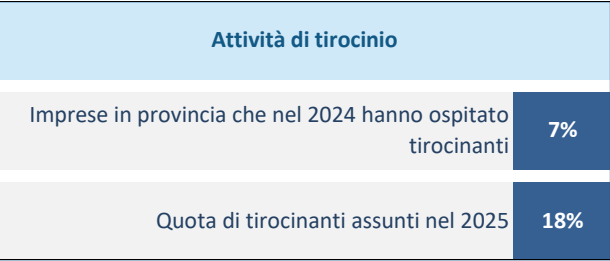 Attività di tirocinio
Imprese in provincia che nel 2024 hanno ospitato
tirocinanti
7%
Quota di tirocinanti assunti nel 2025
18%